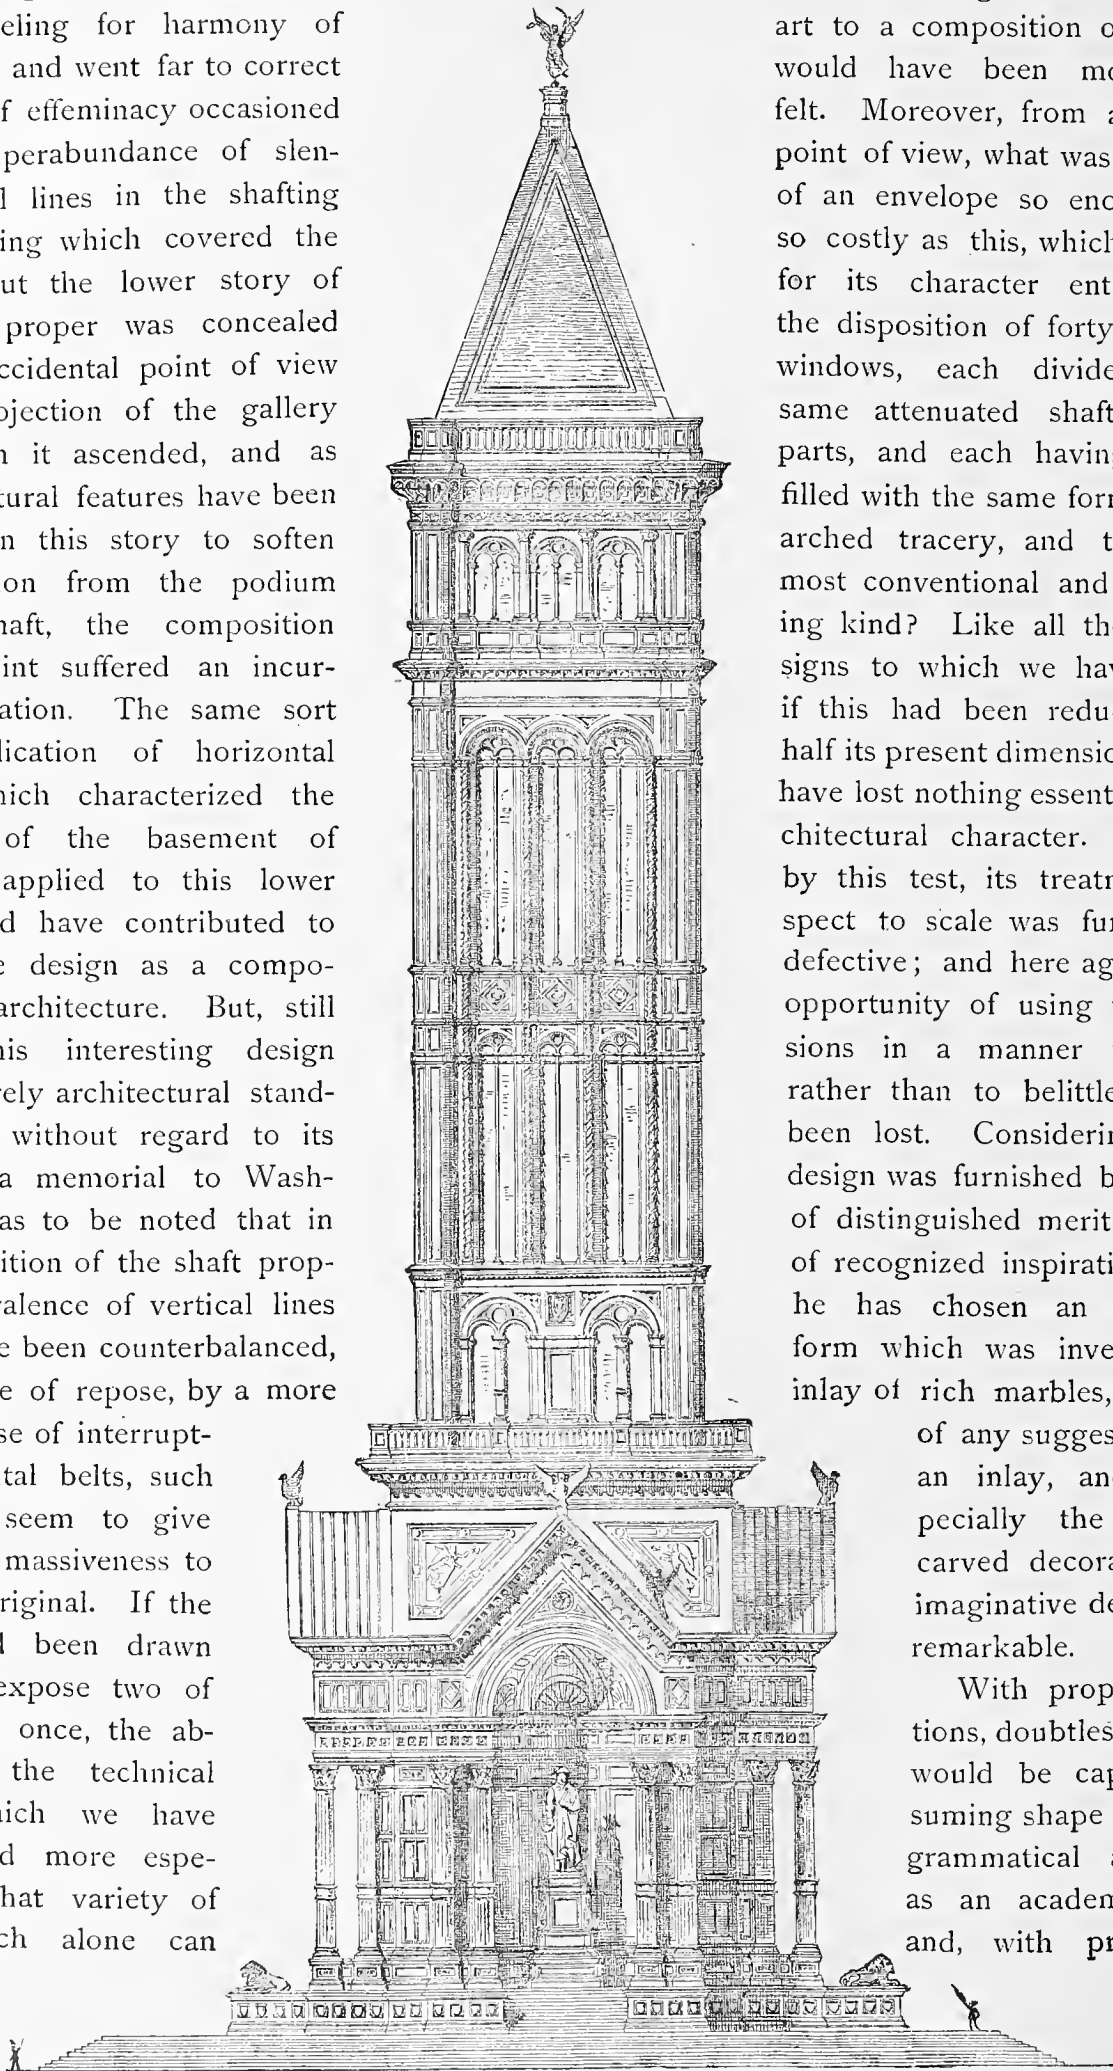 eling for harmony of
and went far to correct
f effeminacy occasioned
perabundance of slen-
l lines in the shafting
ing which covered the
ut the lower story of
proper was concealed
ccidental point of view
ojection of the gallery
it ascended, and as
tural features have been
n this story to soften
on from the podium
haft, the composition
int suffered an incur-
ation. The same sort
lication of horizontal
hich characterized the
of the basement of
applied to this lower
d have contributed to
e design as a compo-
architecture. But, still
his interesting design
rely architectural stand-
without regard to its
a memorial to Wash-
as to be noted that in
ition of the shaft prop-
valence of vertical lines
e been counterbalanced,
e of repose, by a more
se of interrupt-
tal belts, such
seem to give
massiveness to
riginal. If the
d been drawn
expose two of
once, the ab-
the technical
hich we have
d more espe-
hat variety of
ch alone can
art to a composition o
would have been mo
felt. Moreover, from a
point of view, what was
of an envelope so eno
so costly as this, which
for its character ent
the disposition of forty
windows, each divide
same attenuated shaft
parts, and each having
filled with the same for
arched tracery, and t
most conventional and
ing kind? Like all the
signs to which we hav
if this had been redu
half its present dimensio
have lost nothing essent
chitectural character.
by this test, its treatr
spect to scale was fur
defective; and here ag
opportunity of using
sions in a manner
rather than to belittle
been lost. Considerin
design was furnished b
of distinguished merit
of recognized inspirati
he has chosen an
form which was inve
inlay of rich marbles,
of any sugges
an inlay, an
pecially the
carved decora
imaginative de
remarkable.
With prop
tions, doubtles
would be cap
suming shape
grammatical a
as an academ
and, with pr